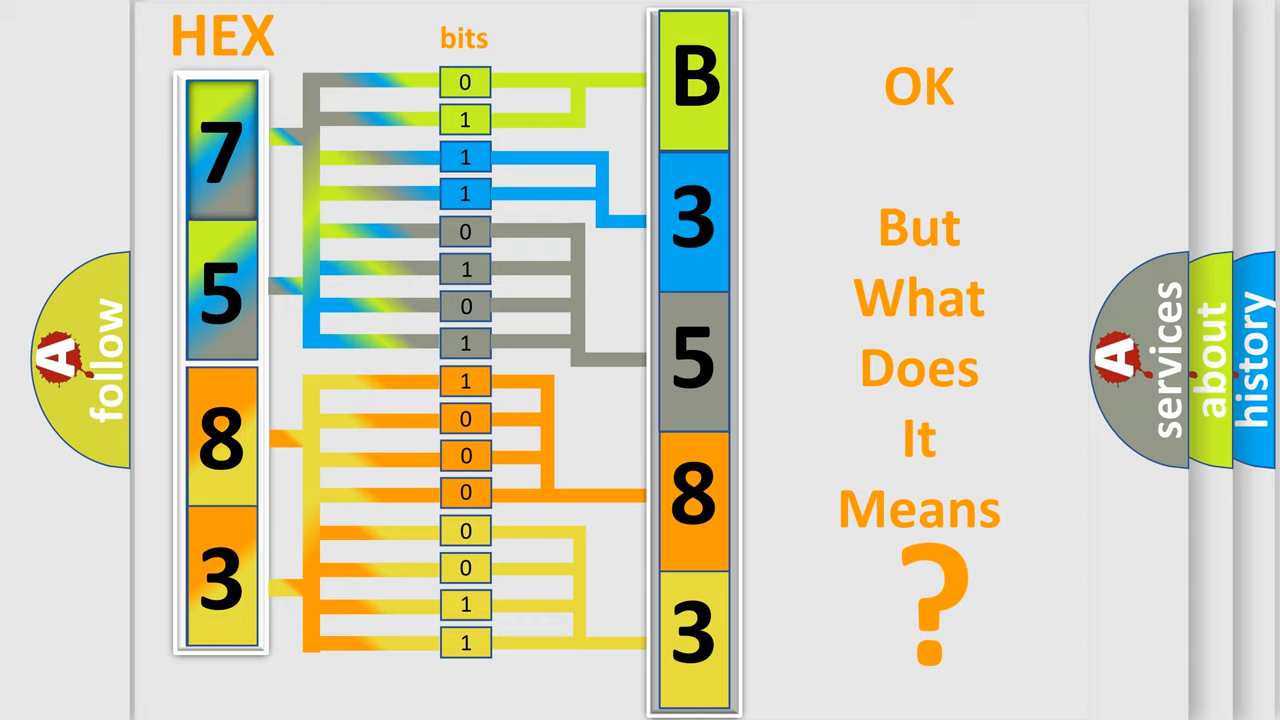 HEX
bits
7
5
8
3
0
1
1
1
0
1
0
1
1
0
0
0
0
0
1
1
B
3
5
8
3
OK
But
What
Does
It
Means
?
A
follow
A
services
about
history